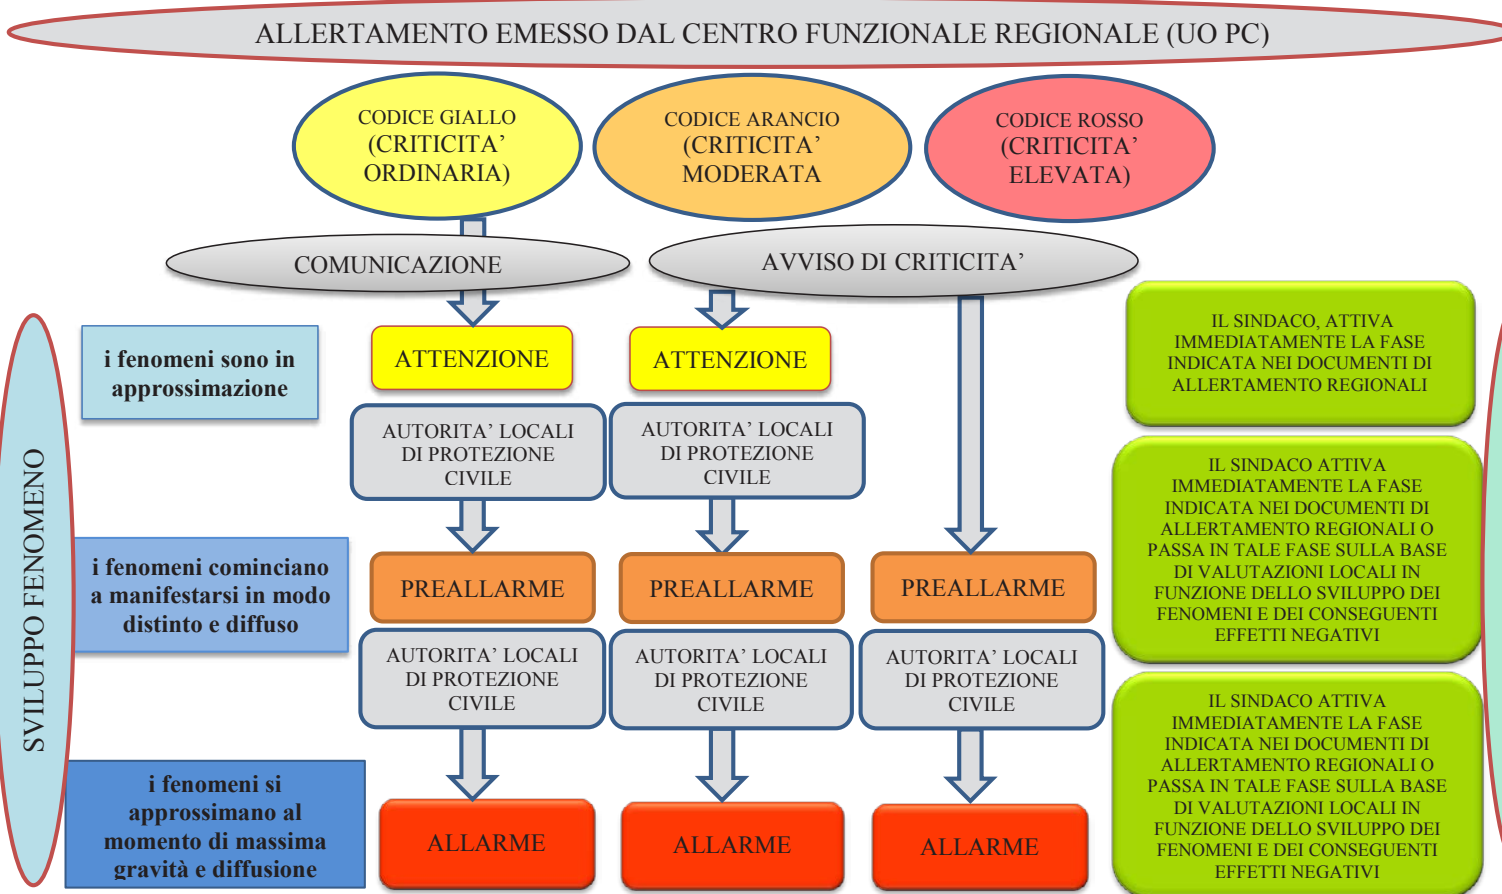 ALLERTAMENTO EMESSO DAL CENTRO FUNZIONALE REGIONALE (UO PC)
CODICE GIALLO
(CRITICITA’
ORDINARIA)
CODICE ARANCIO
(CRITICITA’
MODERATA
CODICE ROSSO
(CRITICITA’
ELEVATA)
COMUNICAZIONE
AVVISO DI CRITICITA’
SVILUPPO FENOMENO
i fenomeni sono in
approssimazione
ATTENZIONE
ATTENZIONE
IL SINDACO, ATTIVA
IMMEDIATAMENTE LA FASE
INDICATA NEI DOCUMENTI DI
ALLERTAMENTO REGIONALI
AUTORITA’ LOCALI
DI PROTEZIONE
CIVILE
AUTORITA’ LOCALI
DI PROTEZIONE
CIVILE
i fenomeni cominciano
a manifestarsi in modo
distinto e diffuso
PREALLARME
PREALLARME
PREALLARME
IL SINDACO ATTIVA
IMMEDIATAMENTE LA FASE
INDICATA NEI DOCUMENTI DI
ALLERTAMENTO REGIONALI O
PASSA IN TALE FASE SULLA BASE
DI VALUTAZIONI LOCALI IN
FUNZIONE DELLO SVILUPPO DEI
FENOMENI E DEI CONSEGUENTI
EFFETTI NEGATIVI
AUTORITA’ LOCALI
DI PROTEZIONE
CIVILE
AUTORITA’ LOCALI
DI PROTEZIONE
CIVILE
AUTORITA’ LOCALI
DI PROTEZIONE
CIVILE
i fenomeni si
approssimano al
momento di massima
gravità e diffusione
ALLARME
ALLARME
ALLARME
IL SINDACO ATTIVA
IMMEDIATAMENTE LA FASE
INDICATA NEI DOCUMENTI DI
ALLERTAMENTO REGIONALI O
PASSA IN TALE FASE SULLA BASE
DI VALUTAZIONI LOCALI IN
FUNZIONE DELLO SVILUPPO DEI
FENOMENI E DEI CONSEGUENTI
EFFETTI NEGATIVI